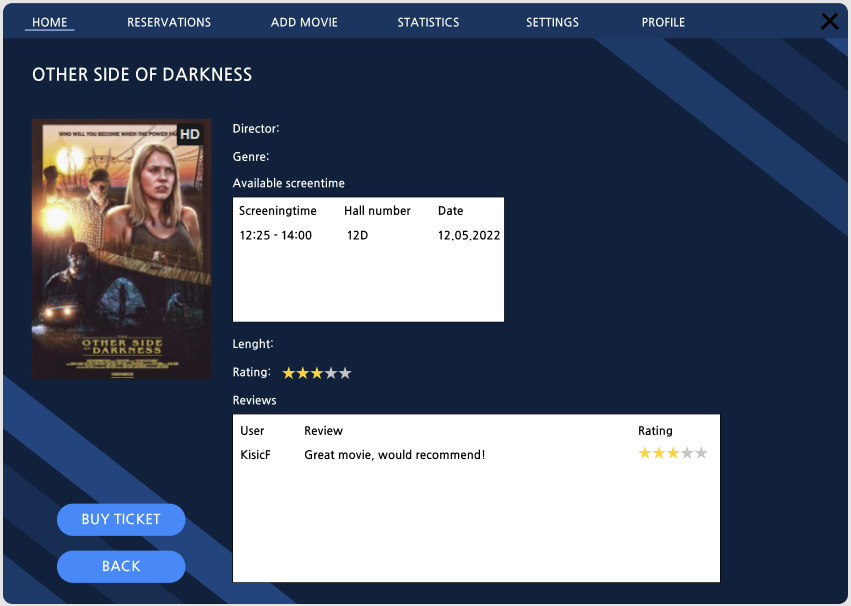 HOME RESERVATIONS ADD MOVIE STATISTICS SETTINGS PROFILE
OTHER SIDE OF DARKNESS
WHO WILL YOU BECOME WHEN THE POWER
HD
OTHER SIDE
DARKNESS
Director:
Genre:
Available screentime
Screeningtime Hall number Date
12:25 - 14:00 12D 12.05.2022
Lenght:
Rating:
Reviews
User Review Rating
KisicF Great movie, would recommend!
BUY TICKET
BACK